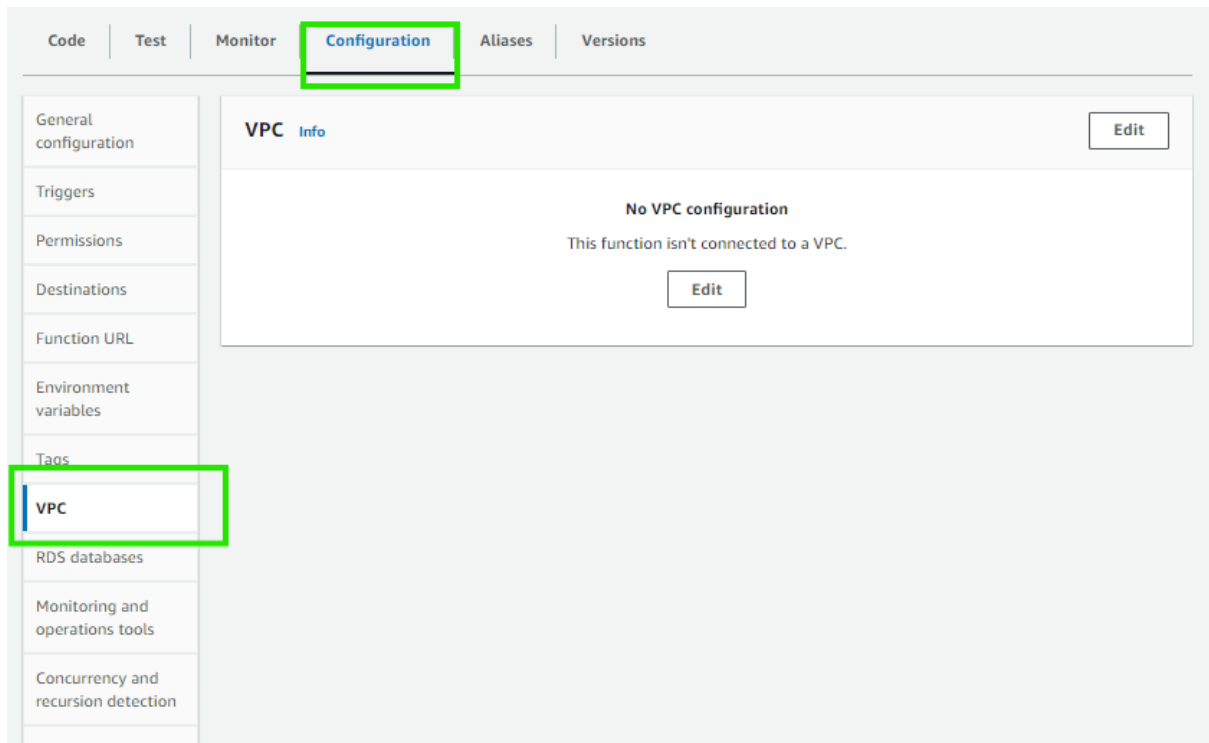 Code Test Monitor Configuration Aliases Versions
General
configuration
Triggers
Permissions
Destinations
Function URL
Environment
variables
Tags
VPC
RDS databases
Monitoring and
operations tools
Concurrency and
recursion detection
VPC Info Edit
No VPC configuration
This function isn't connected to a VPC.
Edit